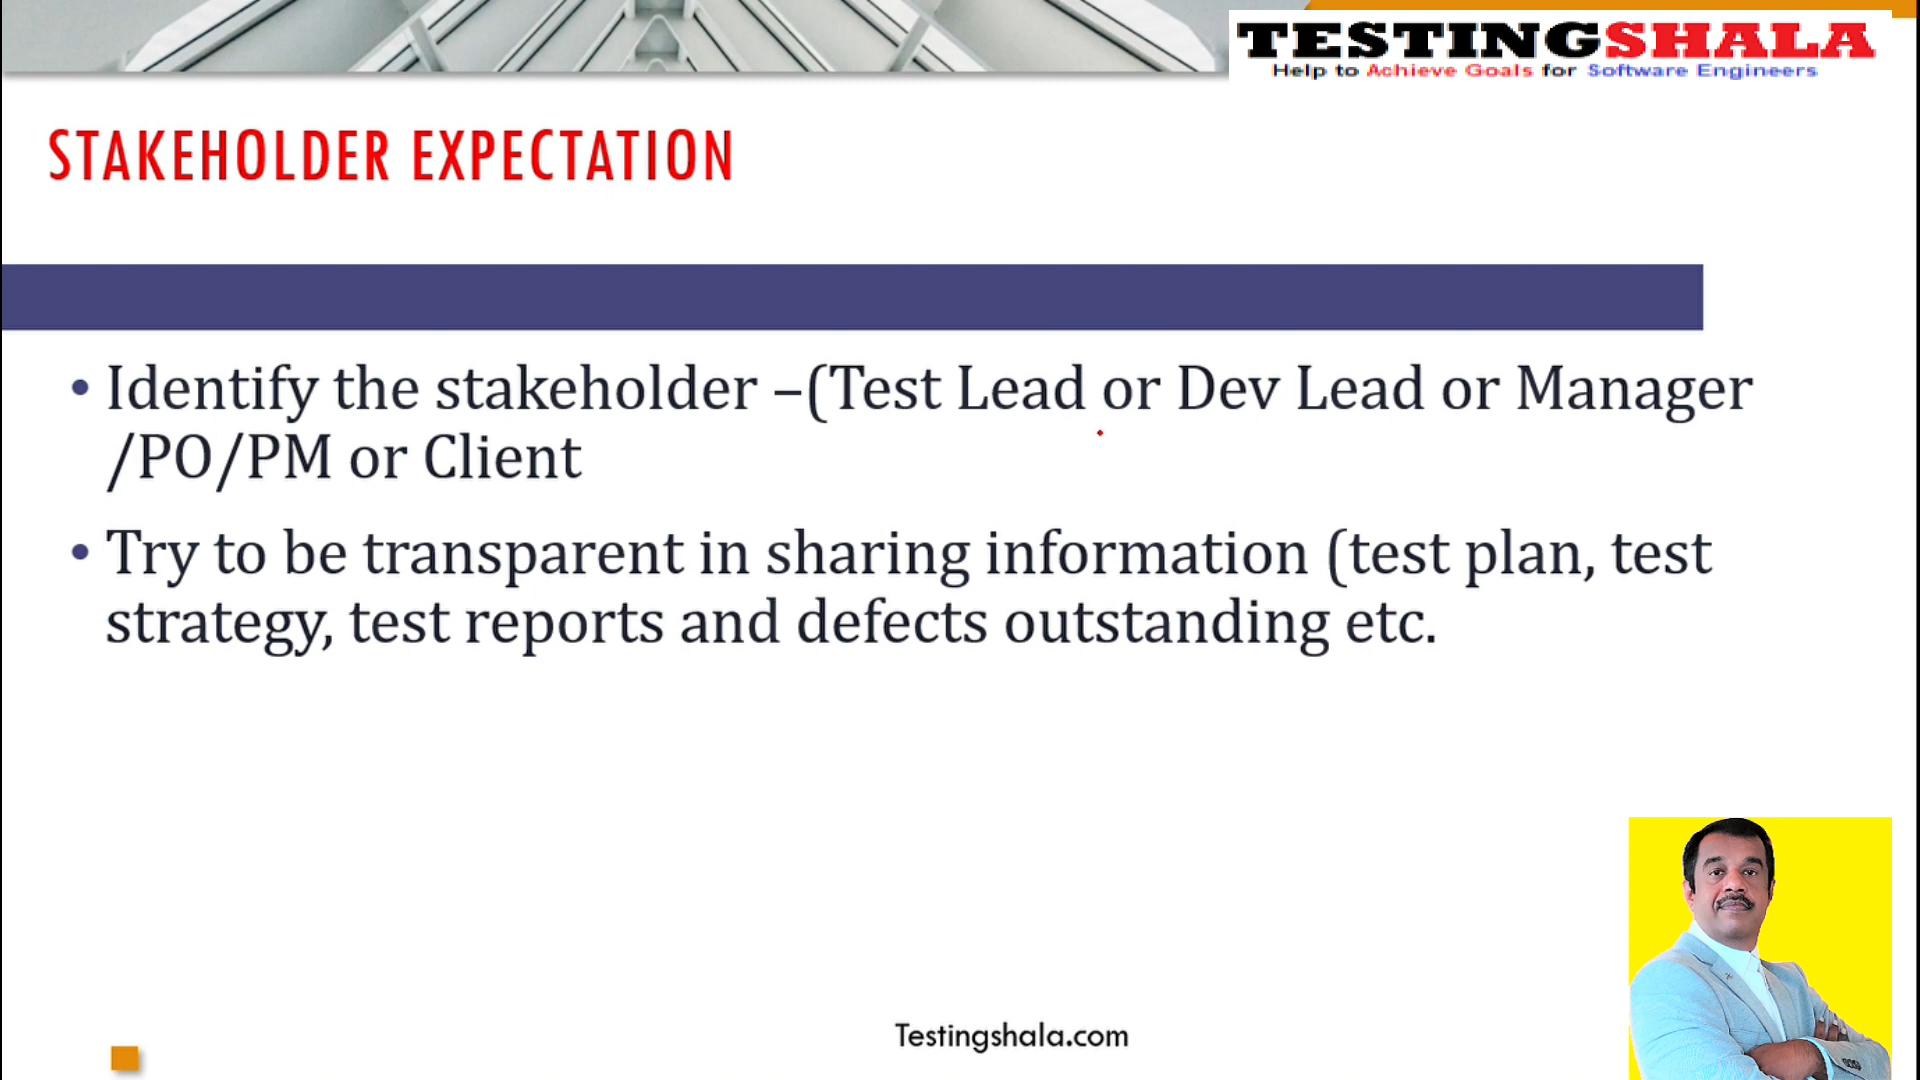 TESTINGSHALA
Help to Achieve Goals for Software Engineers
STAKEHOLDER EXPECTATION
• Identify the stakeholder –(Test Lead or Dev Lead or Manager
/PO/PM or Client
• Try to be transparent in sharing information (test plan, test
strategy, test reports and defects outstanding etc.
Testingshala.com